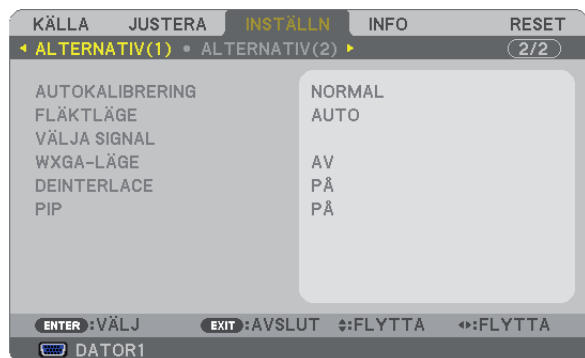 KÄLLA JUSTERA INSTÄLLN INFO RESET
ALTERNATIV(1) • ALTERNATIV(2) 2/2
AUTOKALIBRERING NORMAL
FLÄKTLÄGE AUTO
VÄLJA SIGNAL
WXGA-LÄGE AV
DEINTERLACE PÅ
PIP PÅ
ENTER :VÄLJ EXIT :AVSLUT :FLYTTA :FLYTTA
DATOR1